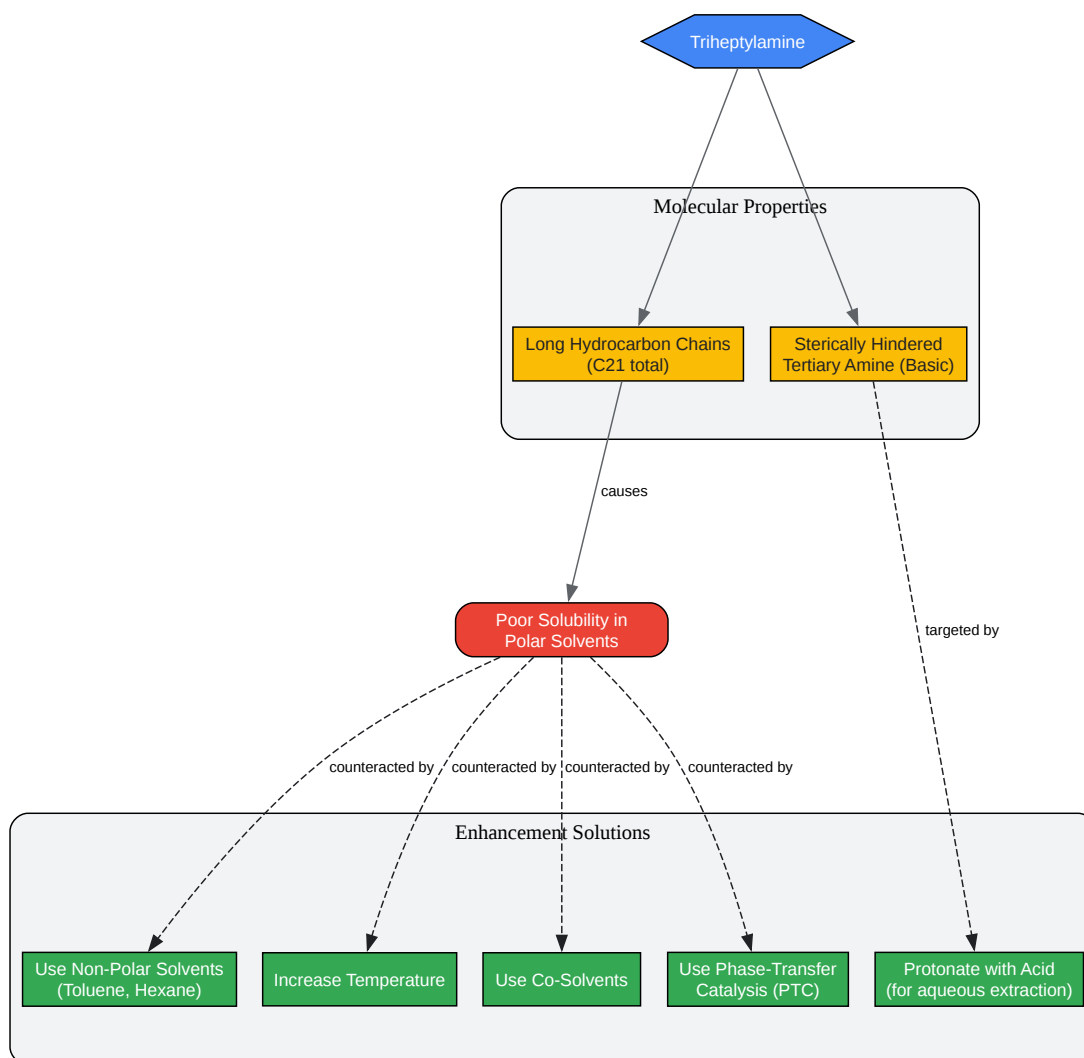 Triheptylamine
Molecular Properties
Long Hydrocarbon Chains
(C21 total)
Sterically Hindered
Tertiary Amine (Basic)
causes
Poor Solubility in
Polar Solvents
targeted by
counteracted by
counteracted by
counteracted by
counteracted by
Enhancement Solutions
Use Non-Polar Solvents
(Toluene, Hexane)
Increase Temperature
Use Co-Solvents
Use Phase-Transfer
Catalysis (PTC)
Protonate with Acid
(for aqueous extraction)